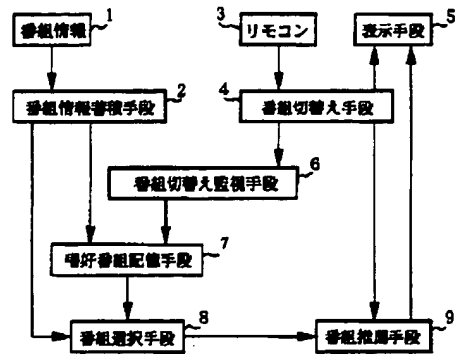 1
番組情報
3
リモコン
5
表示手段
2
番組情報蓄積手段
4
番組切替え手段
6
番組切替え監視手段
7
嗜好番組記憶手段
8
番組選択手段
9
番組推薦手段